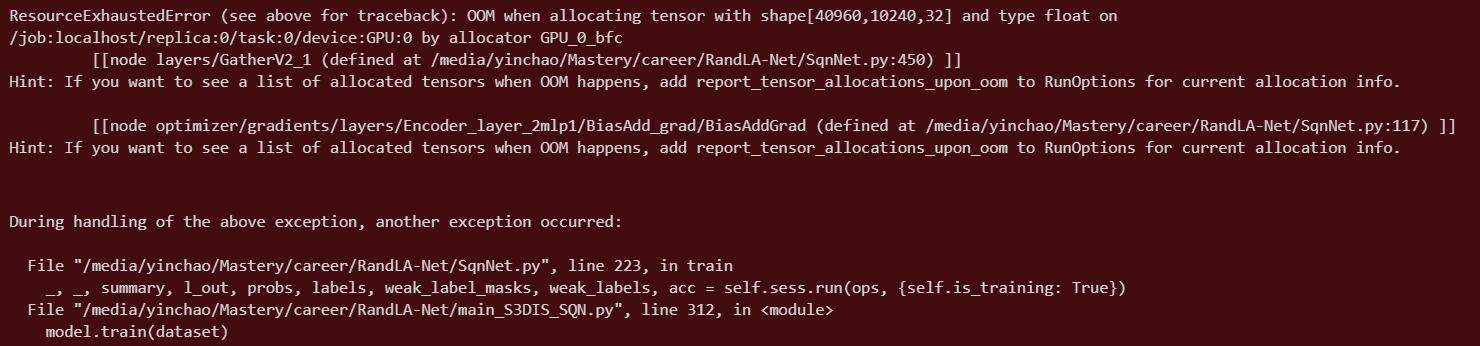 ResourceExhaustedError (see above for traceback): OOM when allocating tensor with shape[40960,10240,32] and type float on
/job:localhost/replica:0/task:0/device:GPU:0 by allocator GPU_0_bfc
[[node layers/GatherV2_1 (defined at /media/yinchao/Mastery/career/RandLA-Net/SqnNet.py:450) ]]
Hint: If you want to see a list of allocated tensors when OOM happens, add report_tensor_allocations_upon_oom to RunOptions for current allocation info.
[[node optimizer/gradients/layers/Encoder_layer_2mlp1/BiasAdd_grad/BiasAddGrad (defined at /media/yinchao/Mastery/career/RandLA-Net/SqnNet.py:117) ]]
Hint: If you want to see a list of allocated tensors when OOM happens, add report_tensor_allocations_upon_oom to RunOptions for current allocation info.
During handling of the above exception, another exception occurred:
File "/media/yinchao/Mastery/career/RandLA-Net/SqnNet.py", line 223, in train
_, _, summary, l_out, probs, labels, weak_label_masks, weak_labels, acc = self.sess.run(ops, {self.is_training: True})
File "/media/yinchao/Mastery/career/RandLA-Net/main_S3DIS_SQN.py", line 312, in <module>
model.train(dataset)